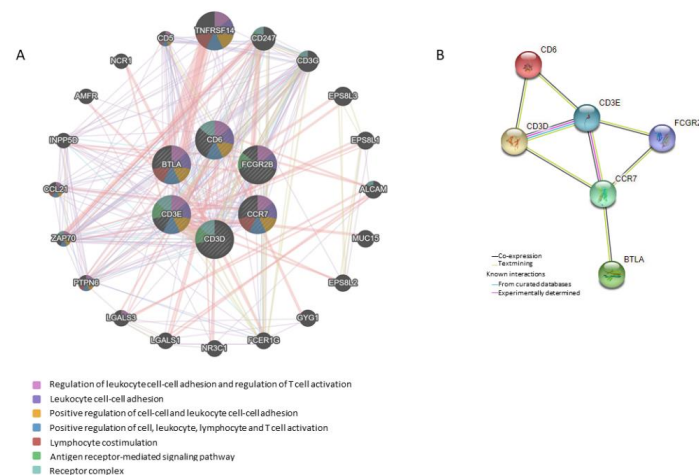 A
TNFRSF14
CD5
CD247
NCR1
CD3G
AMFR
EPS8L3
INPP5D
CD6
EPS8L1
BTLA
FCGR2B
CCL21
ALCAM
CD3E
CCR7
ZAP70
CD3D
MUC15
PTPN6
EPS8L2
LGALS3
GYG1
LGALS1
NR3C1
FCER1G
Regulation of leukocyte cell-cell adhesion and regulation of T cell activation
Leukocyte cell-cell adhesion
Positive regulation of cell-cell and leukocyte cell-cell adhesion
Positive regulation of cell, leukocyte, lymphocyte and T cell activation
Lymphocyte costimulation
Antigen receptor-mediated signaling pathway
Receptor complex
B
CD6
CD3E
CD3D
FCGR2
CCR7
BTLA
Co-expression
Textmining
Known interactions
From curated databases
Experimentally determined